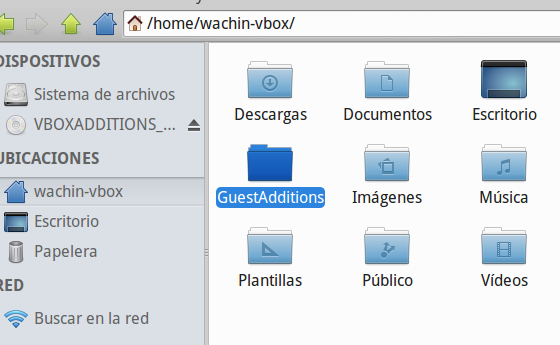 /home/wachin-vbox/
DISPOSITIVOS
Sistema de archivos
VBOXADDITIONS_...
UBICACIONES
wachin-vbox
Escritorio
Papelera
RED
Buscar en la red
Descargas
Documentos
Escritorio
GuestAdditions
Imágenes
Música
Plantillas
Público
Vídeos